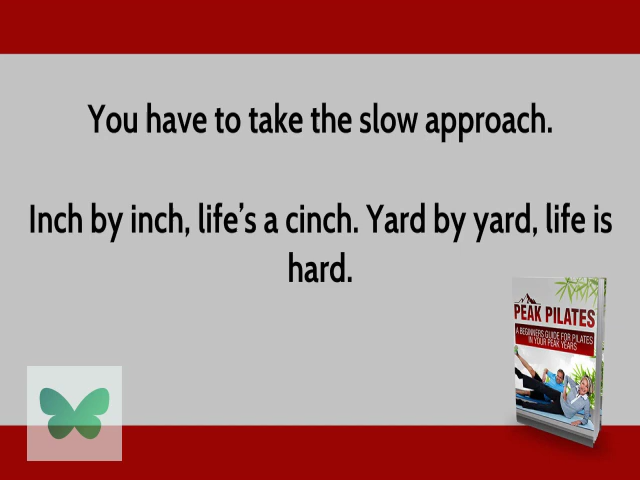 You have to take the slow approach.
Inch by inch, life's a cinch. Yard by yard, life is
hard.
PEAK PILATES
A BEGINNERS GUIDE FOR PILATES
IN YOUR PEAK YEARS